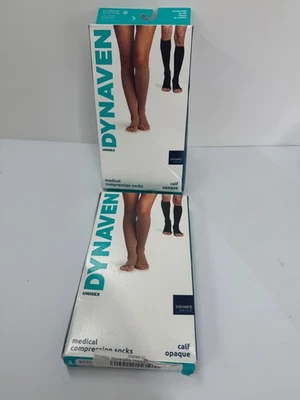 DYNAVEN
UNISEX
medical
compression socks
calf
opaque
DYNAVEN
UNISEX
medical
compression socks
calf
opaque